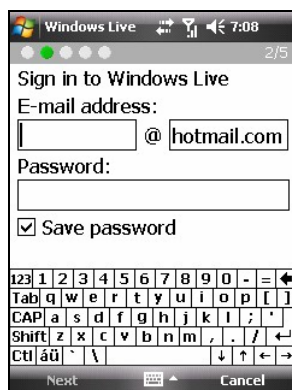 Windows Live 7:08
2/5
Sign in to Windows Live
E-mail address:
@ hotmail.com
Password:
Save password
123 1 2 3 4 5 6 7 8 9 0 - =
Tab q w e r t y u i o p [ ]
CAP a s d f g h j k l ; '
Shift z x c v b n m , . /
Ctl áü ` \
Next Cancel